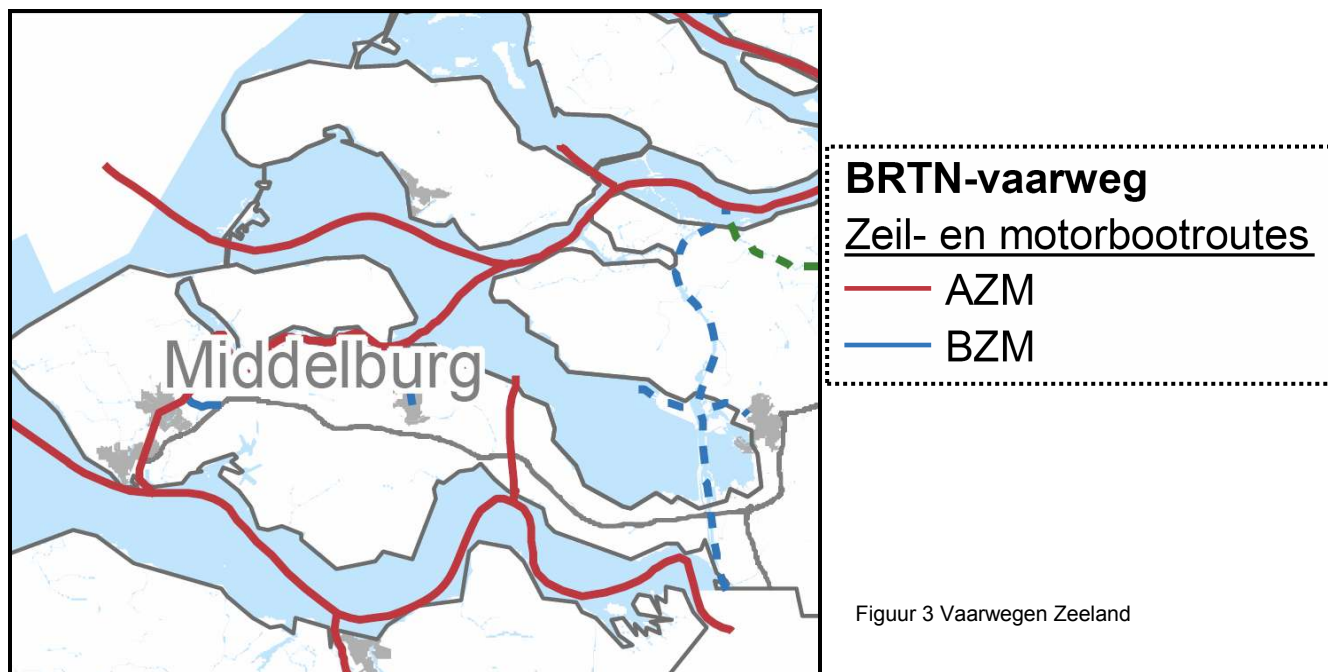 Middelburg
BRTN-vaarweg
Zeil- en motorbootroutes
AZM
BZM
Figuur 3 Vaarwegen Zeeland